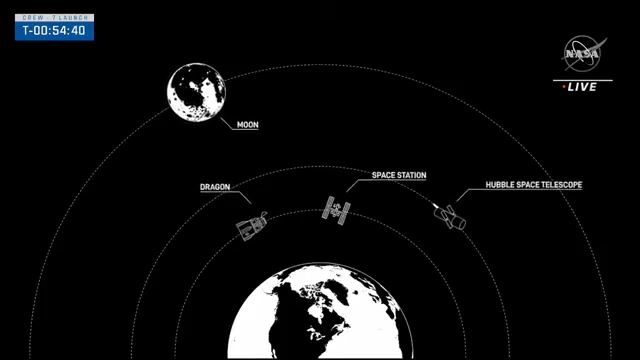 CREW-7 LAUNCH
T-00:54:40
NASA
LIVE
MOON
SPACE STATION
DRAGON
HUBBLE SPACE TELESCOPE